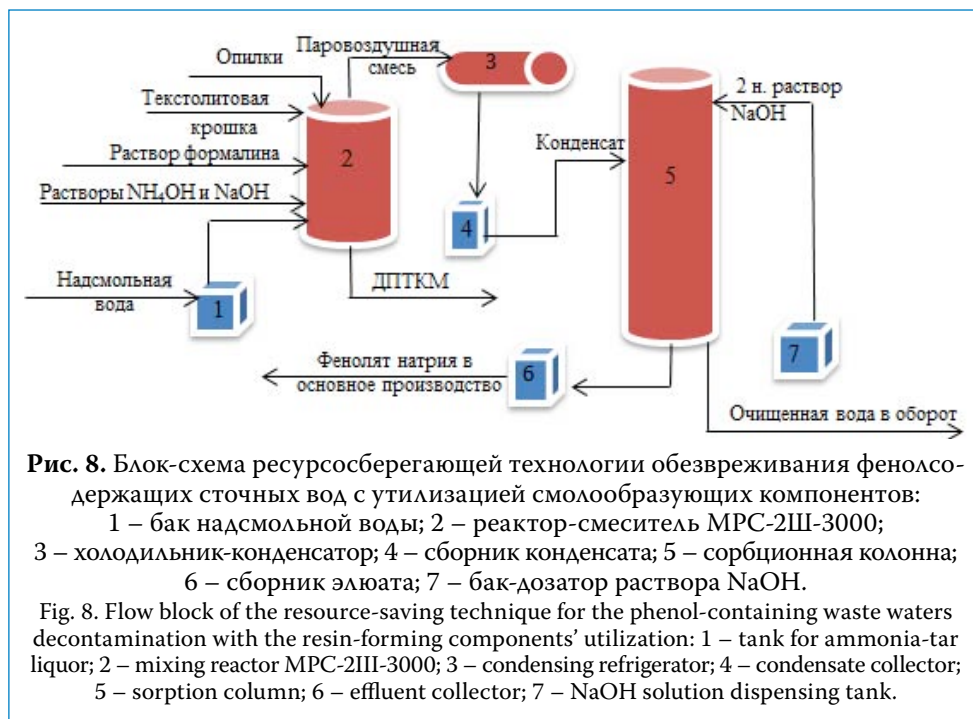 Опилки
Паровоздушная
смесь
3
Текстолитовая
крошка
2
Раствор формалина
Растворы NH₄OH и NaOH
Надсмольная
вода
1
ДПТКМ
4
Конденсат
5
2 н. раствор
NaOH
7
Фенолят натрия в
основное производство
6
Очищенная вода в оборот
Рис. 8. Блок-схема ресурсосберегающей технологии обезвреживания фенолсо-
держащих сточных вод с утилизацией смолообразующих компонентов:
1 – бак надсмольной воды; 2 – реактор-смеситель МРС-2Ш-3000;
3 – холодильник-конденсатор; 4 – сборник конденсата; 5 – сорбционная колонна;
6 – сборник элюата; 7 – бак-дозатор раствора NaOH.
Fig. 8. Flow block of the resource-saving technique for the phenol-containing waste waters
decontamination with the resin-forming components’ utilization: 1 – tank for ammonia-tar
liquor; 2 – mixing reactor МРС-2Ш-3000; 3 – condensing refrigerator; 4 – condensate collector;
5 – sorption column; 6 – effluent collector; 7 – NaOH solution dispensing tank.